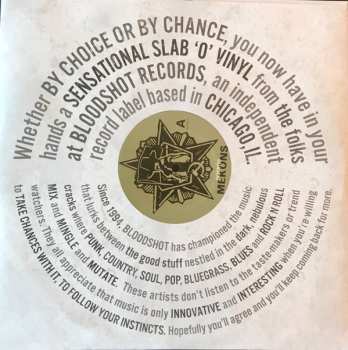 Whether BY CHOICE OR BY CHANCE, you now have in your
hands a SENSATIONAL SLAB 'O' VINYL from the folks
at BLOODSHOT RECORDS, an independent
record label based in CHICAGO, IL.
A
MEKONS
Since 1994, BLOODSHOT has championed the music
that lurks between the good stuff nestled in the dark, nebulous
cracks where PUNK, COUNTRY, SOUL, POP, BLUEGRASS, BLUES and ROCK N ROLL
MIX and MINGLE and MUTATE. These artists don't listen to the taste-makers or trend
watchers. They all appreciate that music is only INNOVATIVE and INTERESTING when you're willing
to TAKE CHANCES WITH IT, TO FOLLOW YOUR INSTINCTS. Hopefully you'll agree and you'll keep coming back for more.